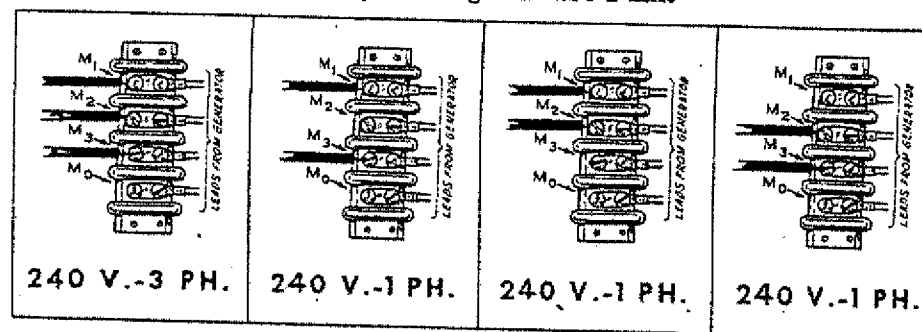 M1
M2
M3
M0
LEADS FROM GENERATOR
240 V.-3 PH.
M1
M2
M3
M0
LEADS FROM GENERATOR
240 V.-1 PH.
M1
M2
M3
M0
LEADS FROM GENERATOR
240 V.-1 PH.
M1
M2
M3
M0
LEADS FROM GENERATOR
240 V.-1 PH.